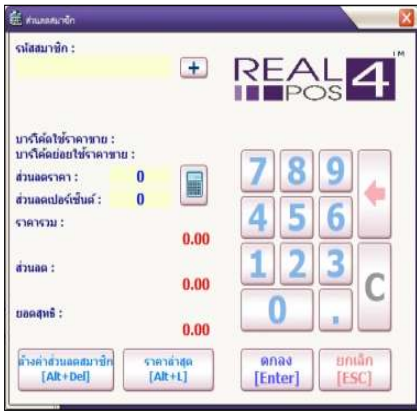 ส่วนลดสมาชิก
รหัสสมาชิก :
+
REAL
POS
4
TM
บาร์โค้ดใช้ราคาขาย :
บาร์โค้ดย่อยใช้ราคาขาย :
ส่วนลดราคา : 0
ส่วนลดเปอร์เซ็นต์ : 0
ราคารวม :
0.00
ส่วนลด :
0.00
ยอดสุทธิ :
0.00
7 8 9
4 5 6
1 2 3 C
0 .
ล้างค่าส่วนลดสมาชิก
[Alt+Del]
ราคาล่าสุด
[Alt+L]
ตกลง
[Enter]
ยกเลิก
[ESC]